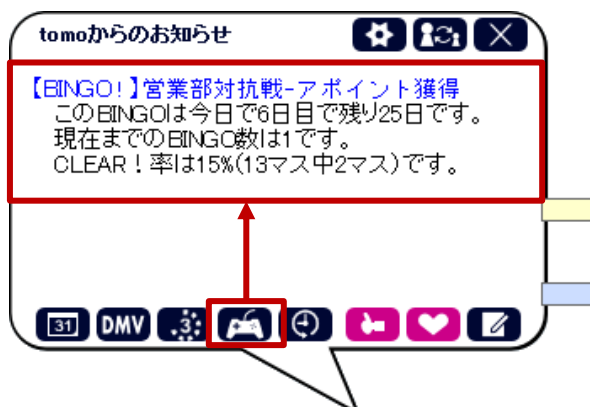 tomoからのお知らせ
【BINGO！】営業部対抗戦-アポイント獲得
このBINGOは今日で6日目で残り25日です。
現在までのBINGO数は1です。
CLEAR！率は15%(13マス中2マス)です。
31 DMV 3